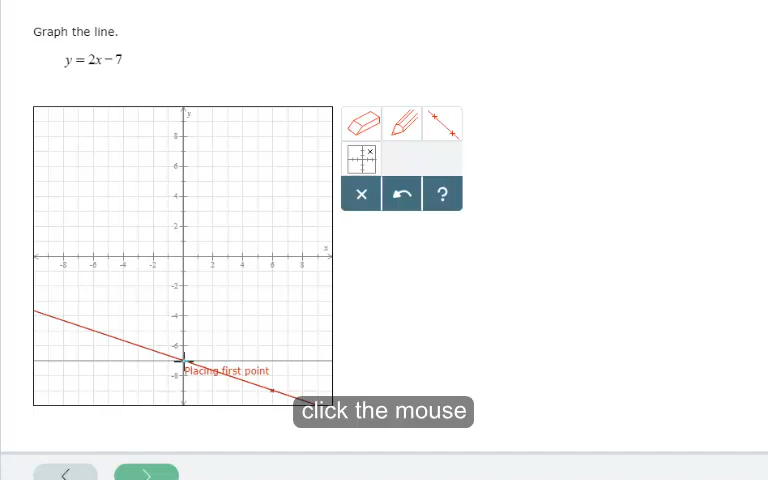 Graph the line.
y = 2x − 7
y
8
6
4
2
x
-8 -6 -4 -2 2 4 6 8
-2
-4
-6
-8
Placing first point
click the mouse
?